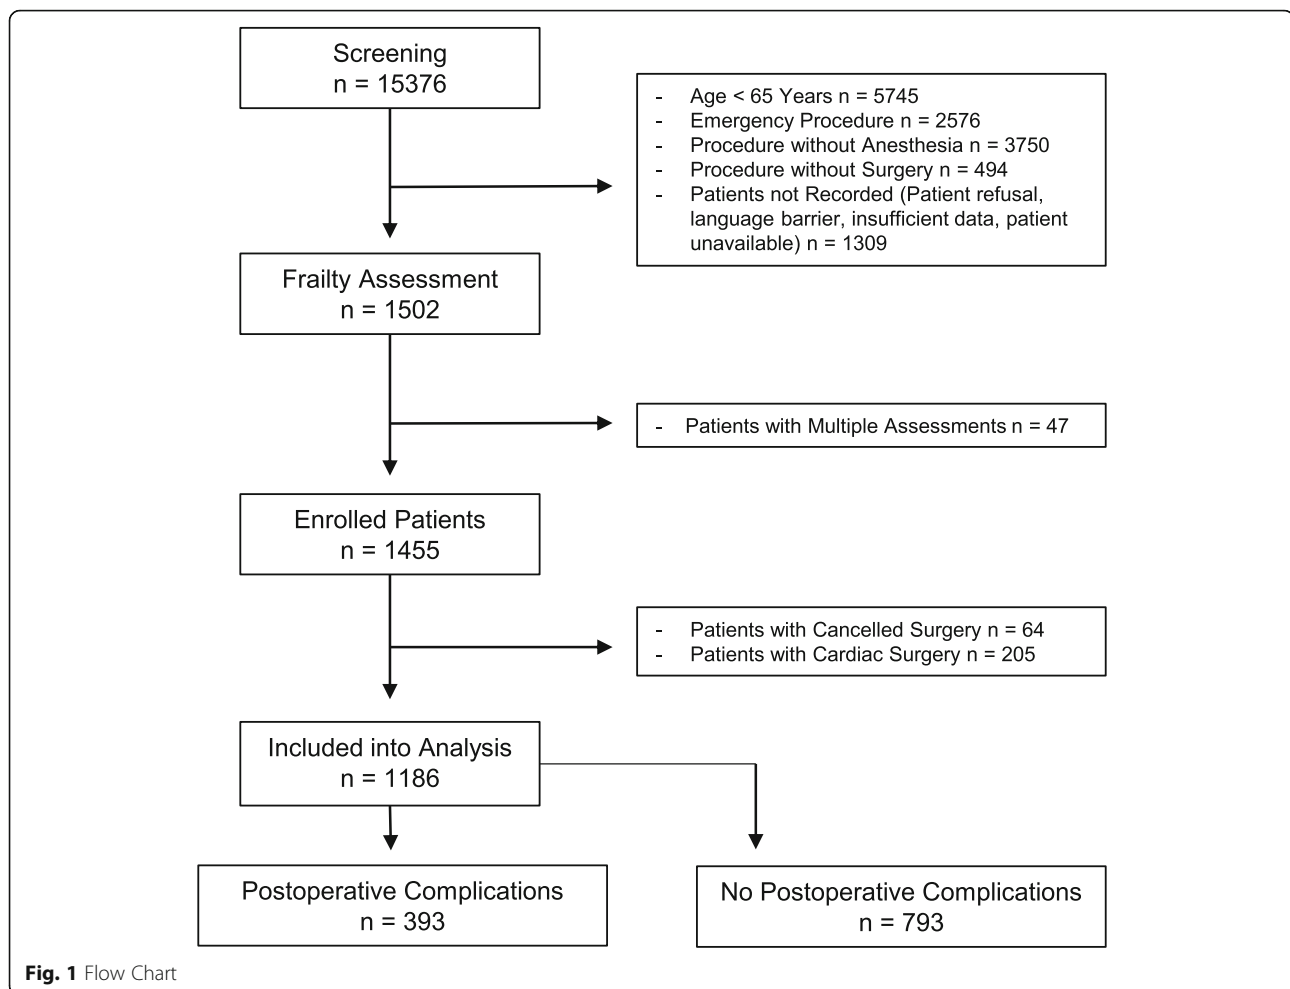 Screening
n = 15376
- Age < 65 Years n = 5745
- Emergency Procedure n = 2576
- Procedure without Anesthesia n = 3750
- Procedure without Surgery n = 494
- Patients not Recorded (Patient refusal,
language barrier, insufficient data, patient
unavailable) n = 1309
Frailty Assessment
n = 1502
- Patients with Multiple Assessments n = 47
Enrolled Patients
n = 1455
- Patients with Cancelled Surgery n = 64
- Patients with Cardiac Surgery n = 205
Included into Analysis
n = 1186
Postoperative Complications
n = 393
No Postoperative Complications
n = 793
Fig. 1 Flow Chart